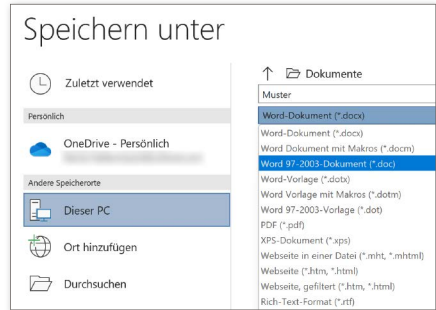 Speichern unter
Zuletzt verwendet
Persönlich
OneDrive - Persönlich
Andere Speicherorte
Dieser PC
Ort hinzufügen
Durchsuchen
Dokumente
Muster
Word-Dokument (*.docx)
Word-Dokument (*.docx)
Word Dokument mit Makros (*.docm)
Word 97-2003-Dokument (*.doc)
Word-Vorlage (*.dotx)
Word Vorlage mit Makros (*.dotm)
Word 97-2003-Vorlage (*.dot)
PDF (*.pdf)
XPS-Dokument (*.xps)
Webseite in einer Datei (*.mht, *.mhtml)
Webseite (*.htm, *.html)
Webseite, gefiltert (*.htm, *.html)
Rich-Text-Format (*.rtf)